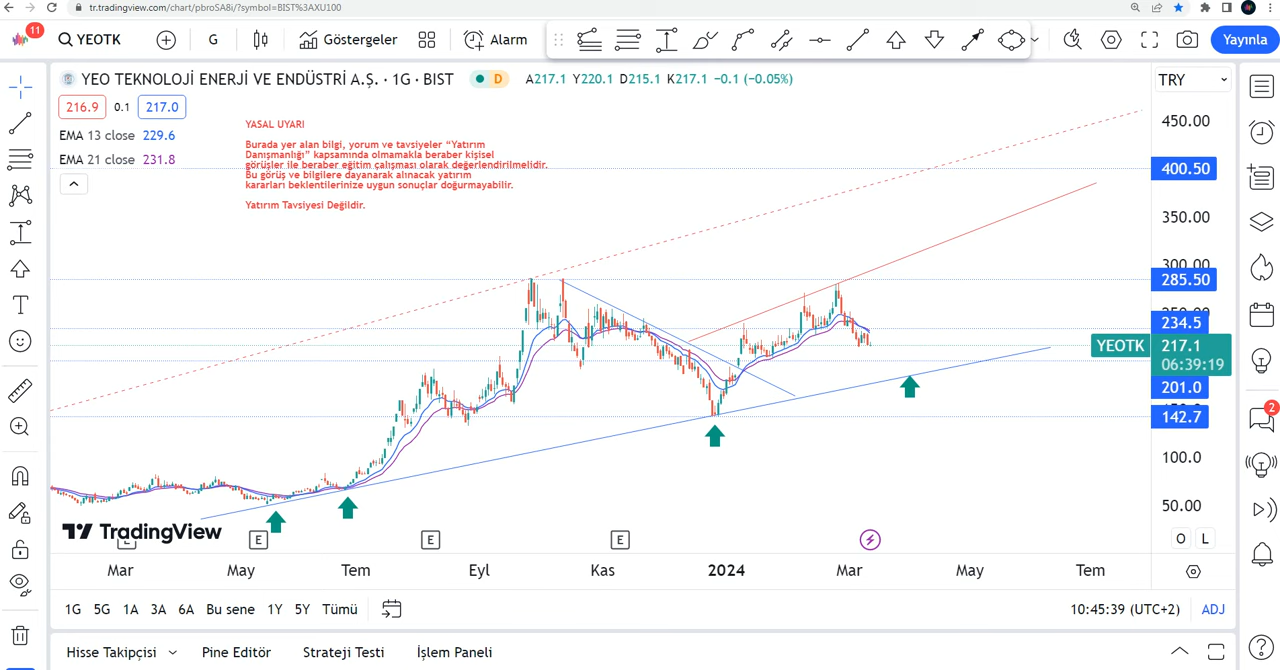 tr.tradingview.com/chart/pbroSA8i/?symbol=BIST%3AXU100
11
YEOTK
G
Göstergeler
Alarm
Yayınla
YEO TEKNOLOJİ ENERJİ VE ENDÜSTRİ A.Ş. · 1G · BIST
D
A217.1 Y220.1 D215.1 K217.1 −0.1 (−0.05%)
TRY
216.9
0.1
217.0
EMA 13 close 229.6
EMA 21 close 231.8
YASAL UYARI
Burada yer alan bilgi, yorum ve tavsiyeler “Yatırım
Danışmanlığı” kapsamında olmamakla beraber kişisel
görüşler ile beraber eğitim çalışması olarak değerlendirilmelidir.
Bu görüş ve bilgilere dayanarak alınacak yatırım
kararları beklentilerinize uygun sonuçlar doğurmayabilir.
Yatırım Tavsiyesi Değildir.
450.00
400.50
350.00
300.00
285.50
234.5
YEOTK
217.1
06:39:19
201.0
142.7
2
100.0
50.00
TradingView
E
E
E
O
L
Mar
May
Tem
Eyl
Kas
2024
Mar
May
Tem
1G
5G
1A
3A
6A
Bu sene
1Y
5Y
Tümü
10:45:39 (UTC+2)
ADJ
Hisse Takipçisi
Pine Editör
Strateji Testi
İşlem Paneli